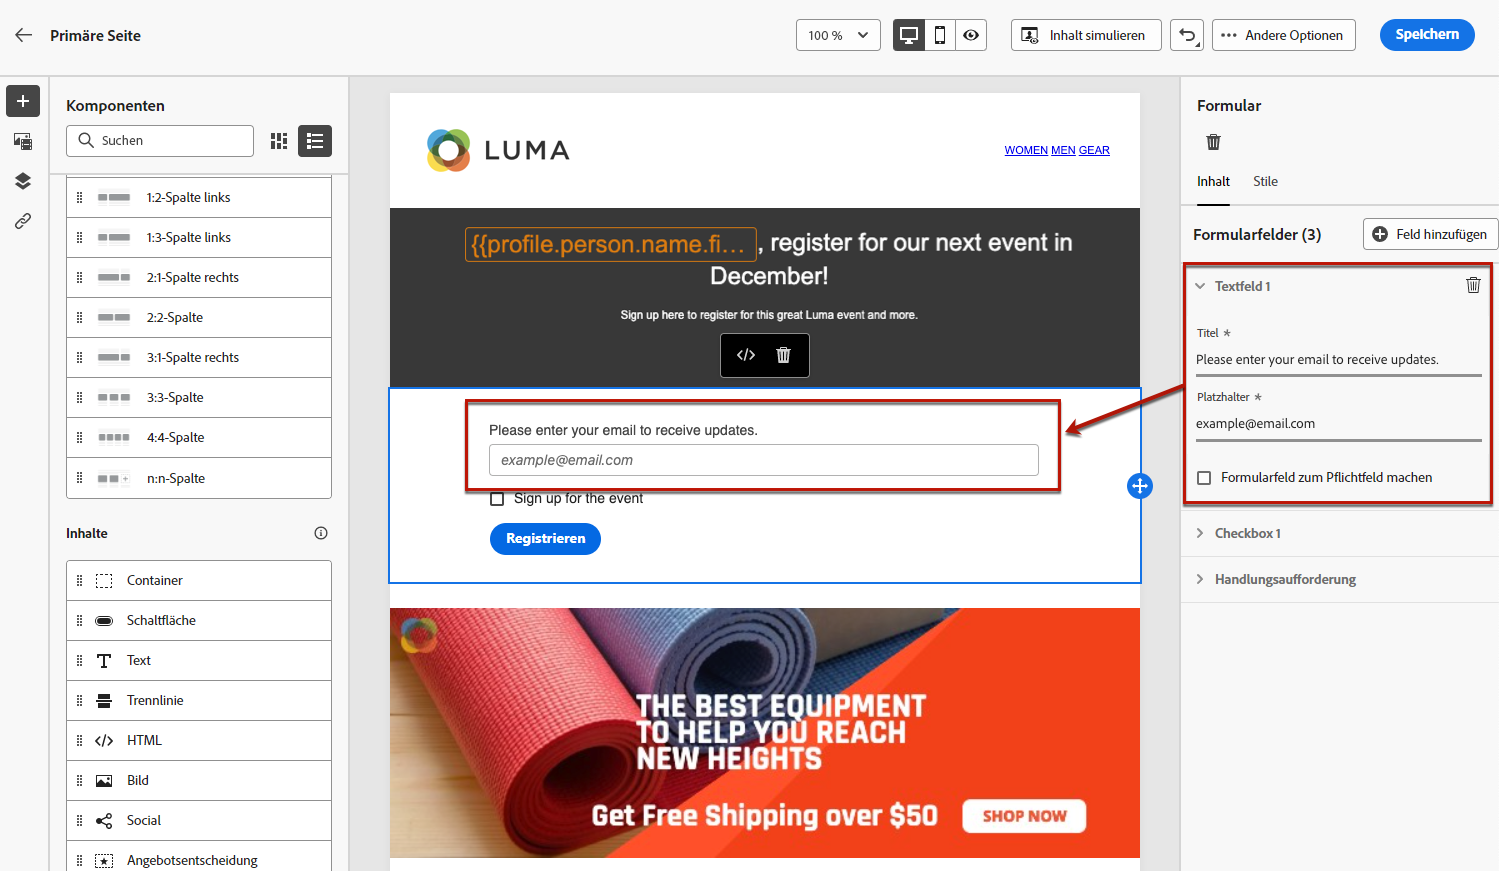 Primäre Seite
100 %
Inhalt simulieren
Andere Optionen
Speichern
Komponenten
Suchen
1:2-Spalte links
1:3-Spalte links
2:1-Spalte rechts
2:2-Spalte
3:1-Spalte rechts
3:3-Spalte
4:4-Spalte
n:n-Spalte
Inhalte
Container
Schaltfläche
Text
Trennlinie
HTML
Bild
Social
Angebotsentscheidung
LUMA
WOMEN MEN GEAR
{{profile.person.name.fi... , register for our next event in
December!
Sign up here to register for this great Luma event and more.
Please enter your email to receive updates.
example@email.com
Sign up for the event
Registrieren
THE BEST EQUIPMENT
TO HELP YOU REACH
NEW HEIGHTS
Get Free Shipping over $50
SHOP NOW
Formular
Inhalt Stile
Formularfelder (3)
Feld hinzufügen
Textfeld 1
Titel *
Please enter your email to receive updates.
Platzhalter *
example@email.com
Formularfeld zum Pflichtfeld machen
Checkbox 1
Handlungsaufforderung